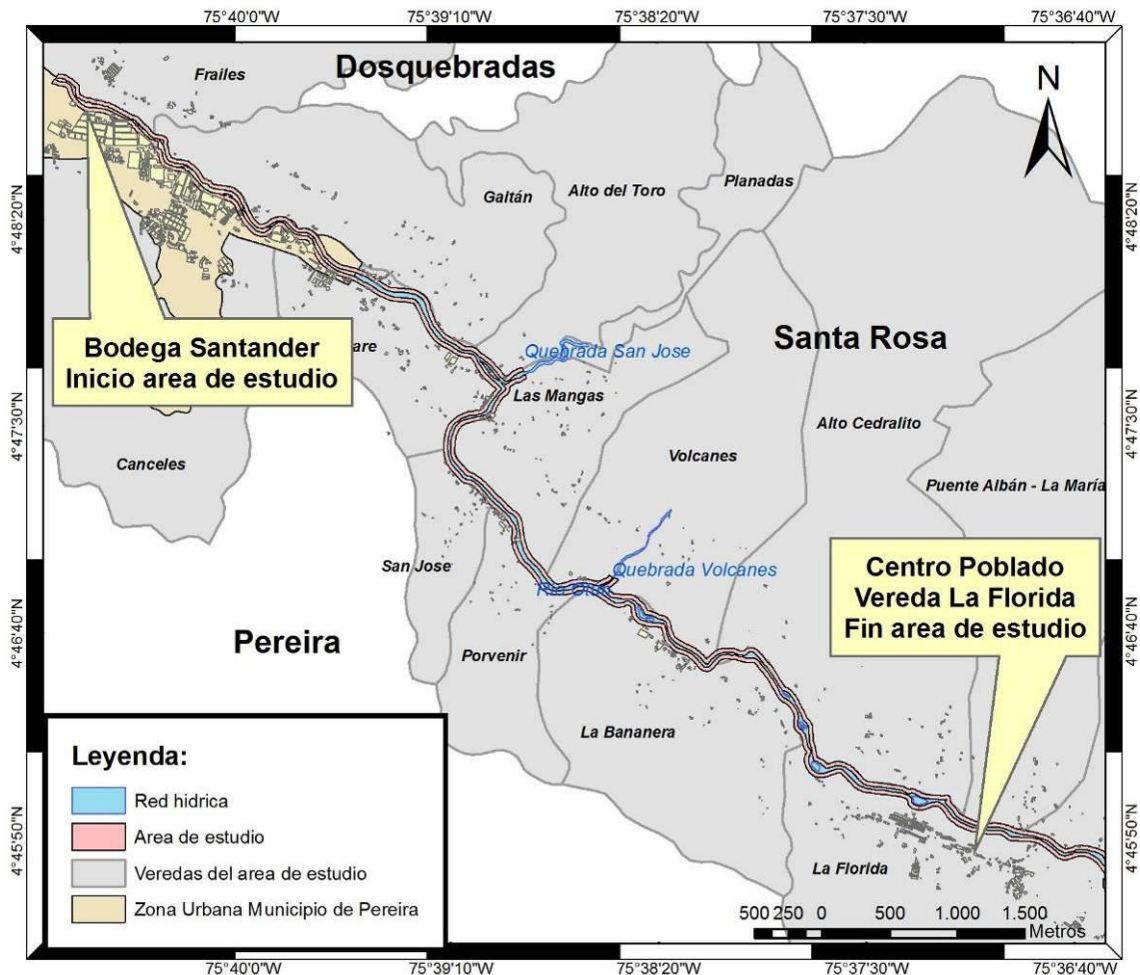 75°40'0"W 75°39'10"W 75°38'20"W 75°37'30"W 75°36'40"W
Dosquebradas
Frailes
N
Planadas
Alto del Toro
Galtán
4°48'20"N
4°48'20"N
Bodega Santander
Inicio area de estudio
Quebrada San Jose
Santa Rosa
Las Mangas
4°47'30"N
4°47'30"N
Alto Cedralito
Canceles
Volcanes
Puente Albán - La María
San Jose
Quebrada Volcanes
Centro Poblado
Vereda La Florida
Fin area de estudio
4°46'40"N
4°46'40"N
Pereira
Porvenir
La Bananera
Leyenda:
Red hidrica
Area de estudio
Veredas del area de estudio
Zona Urbana Municipio de Pereira
4°45'50"N
4°45'50"N
La Florida
500 250 0 500 1.000 1.500
Metros
75°40'0"W 75°39'10"W 75°38'20"W 75°37'30"W 75°36'40"W